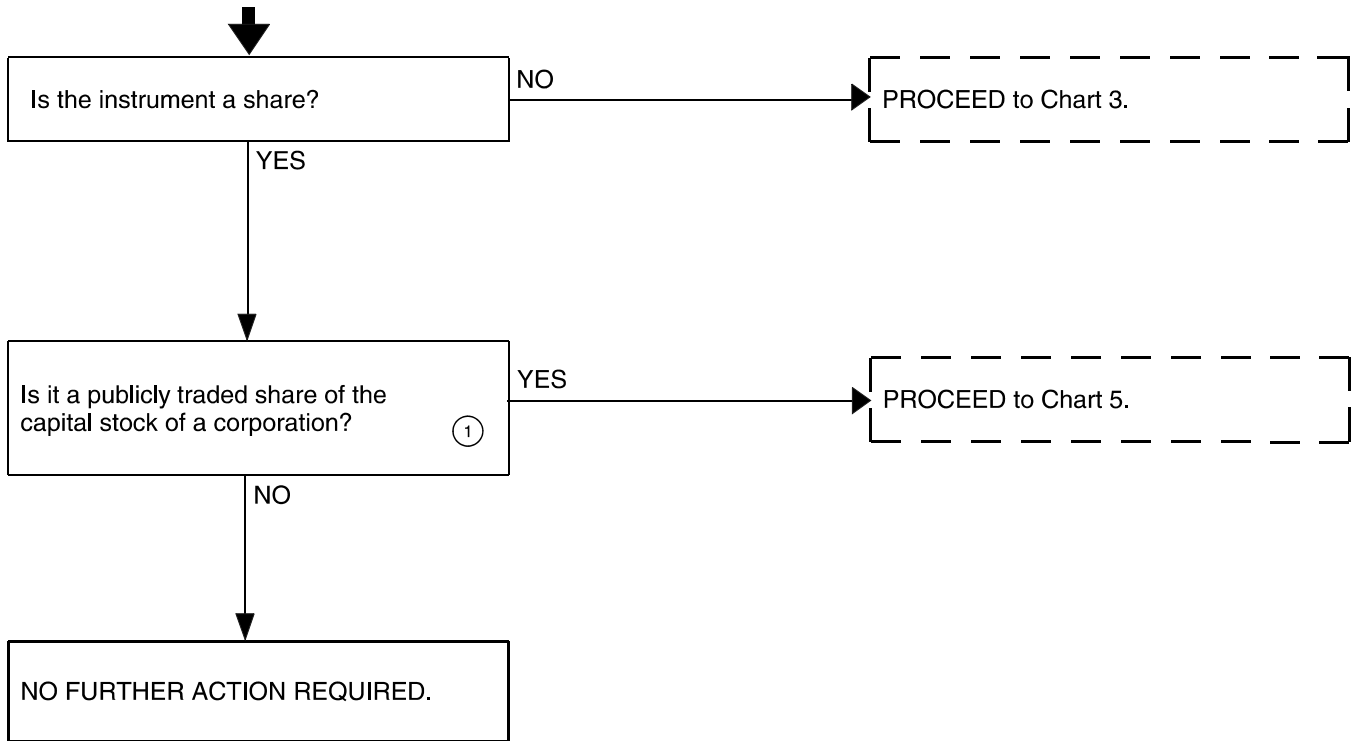 Is the instrument a share?
NO
PROCEED to Chart 3.
YES
Is it a publicly traded share of the
capital stock of a corporation?
1
YES
PROCEED to Chart 5.
NO
NO FURTHER ACTION REQUIRED.